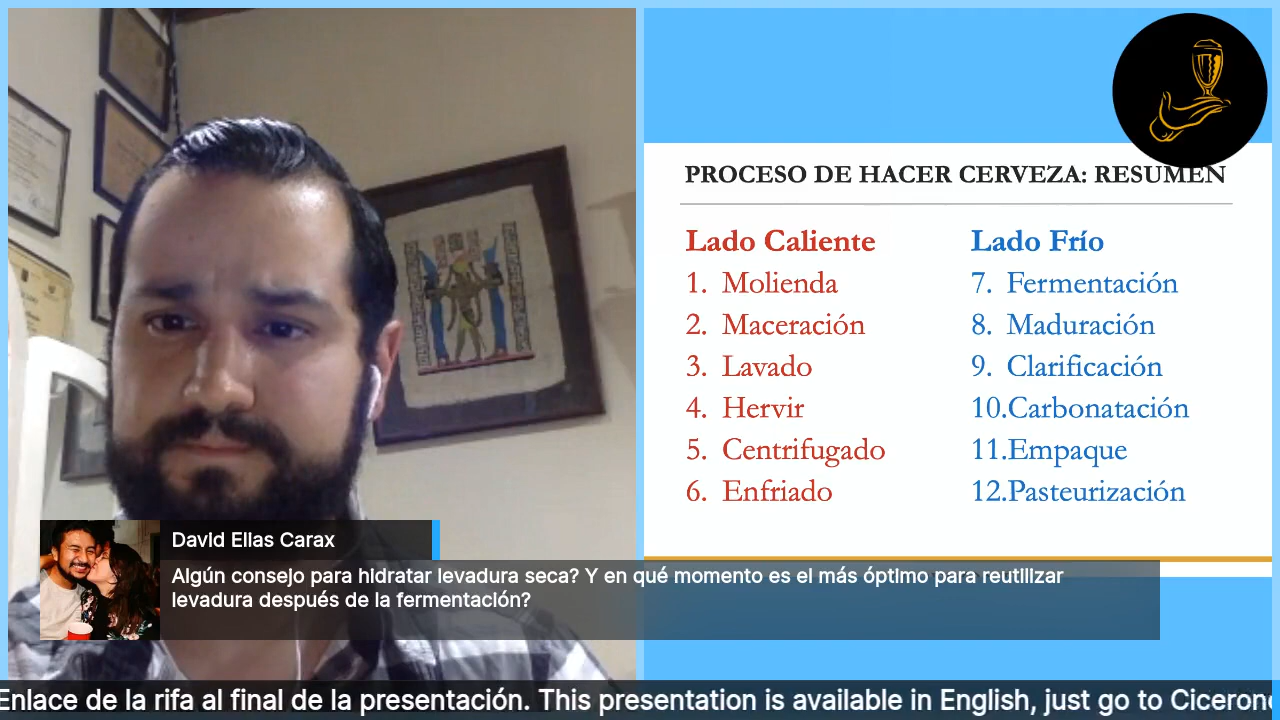 PROCESO DE HACER CERVEZA: RESUMEN
Lado Caliente
1. Molienda
2. Maceración
3. Lavado
4. Hervir
5. Centrifugado
6. Enfriado
Lado Frío
7. Fermentación
8. Maduración
9. Clarificación
10.Carbonatación
11.Empaque
12.Pasteurización
David Elias Carax
Algún consejo para hidratar levadura seca? Y en qué momento es el más óptimo para reutilizar
levadura después de la fermentación?
Enlace de la rifa al final de la presentación. This presentation is available in English, just go to Cicerone